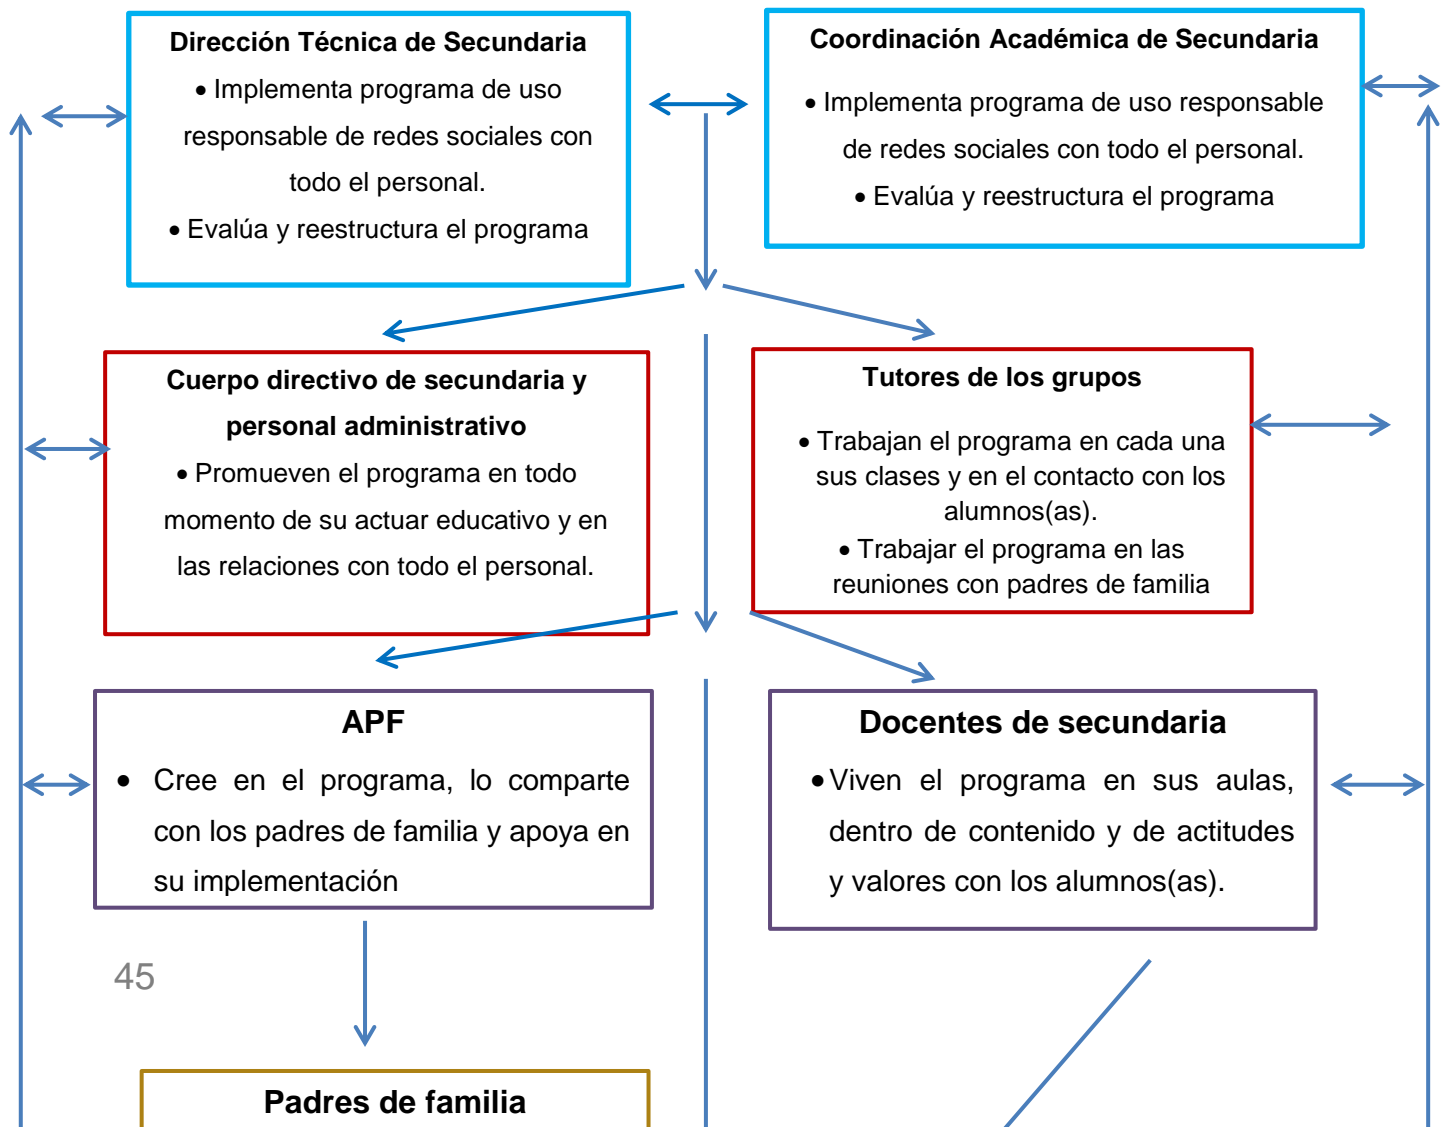 Dirección Técnica de Secundaria
• Implementa programa de uso
responsable de redes sociales con
todo el personal.
• Evalúa y reestructura el programa
Coordinación Académica de Secundaria
• Implementa programa de uso responsable
de redes sociales con todo el personal.
• Evalúa y reestructura el programa
Cuerpo directivo de secundaria y
personal administrativo
• Promueven el programa en todo
momento de su actuar educativo y en
las relaciones con todo el personal.
Tutores de los grupos
• Trabajan el programa en cada una
sus clases y en el contacto con los
alumnos(as).
• Trabajar el programa en las
reuniones con padres de familia
APF
• Cree en el programa, lo comparte
con los padres de familia y apoya en
su implementación
Docentes de secundaria
• Viven el programa en sus aulas,
dentro de contenido y de actitudes
y valores con los alumnos(as).
45
Padres de familia